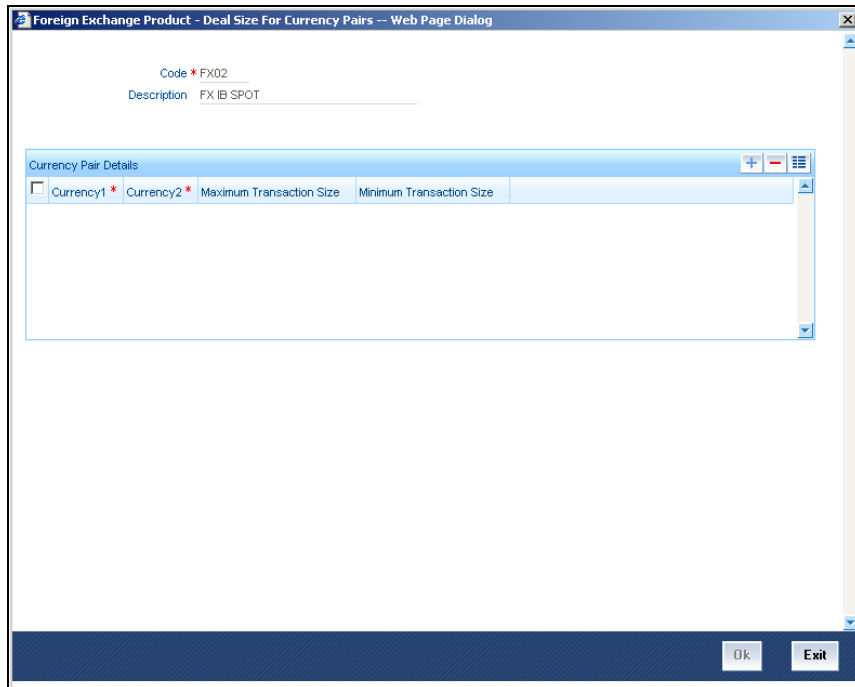 Foreign Exchange Product - Deal Size For Currency Pairs -- Web Page Dialog
Code * FX02
Description FX IB SPOT
Currency Pair Details
Currency1 * Currency2 * Maximum Transaction Size Minimum Transaction Size
Ok Exit